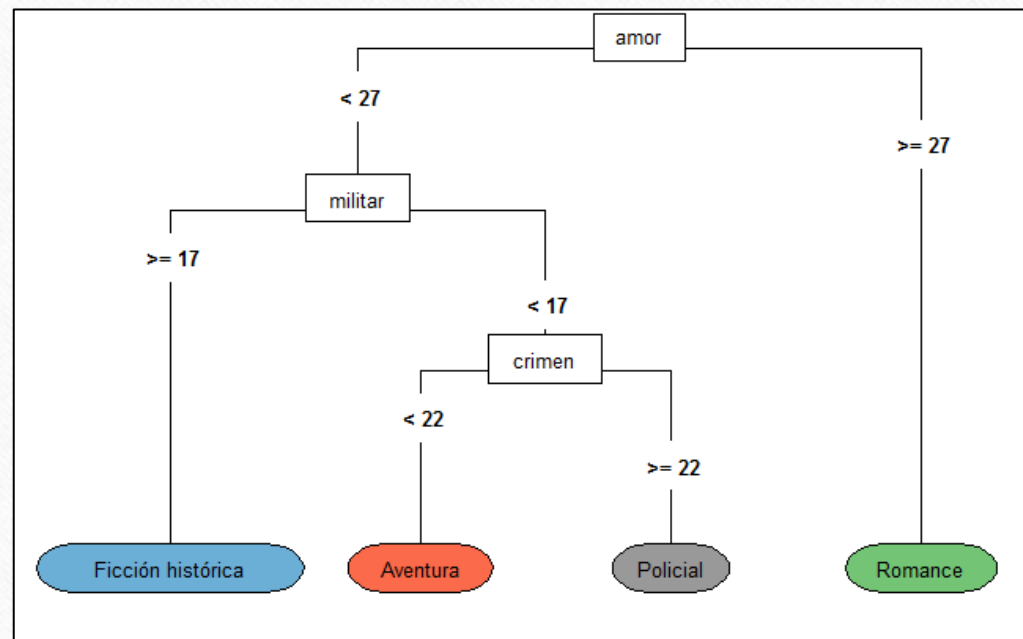 amor
< 27
>= 27
militar
>= 17
< 17
crimen
< 22
>= 22
Ficción histórica
Aventura
Policial
Romance